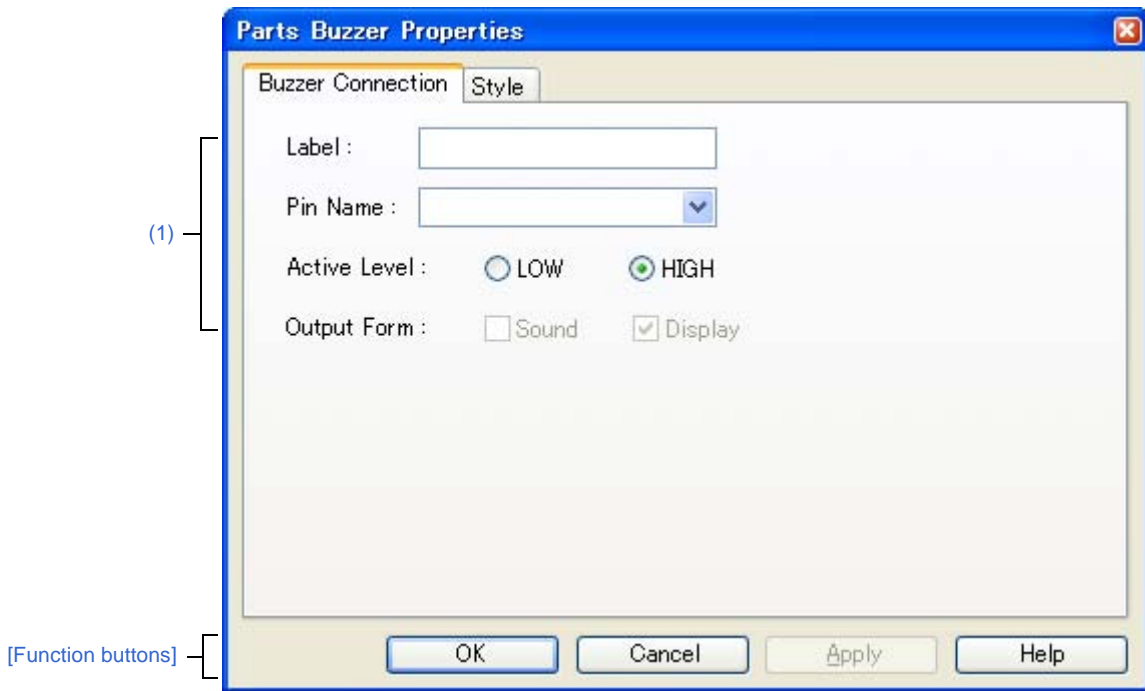 Parts Buzzer Properties
Buzzer Connection Style
Label :
Pin Name :
(1)
Active Level : LOW HIGH
Output Form : Sound Display
[Function buttons] OK Cancel Apply Help